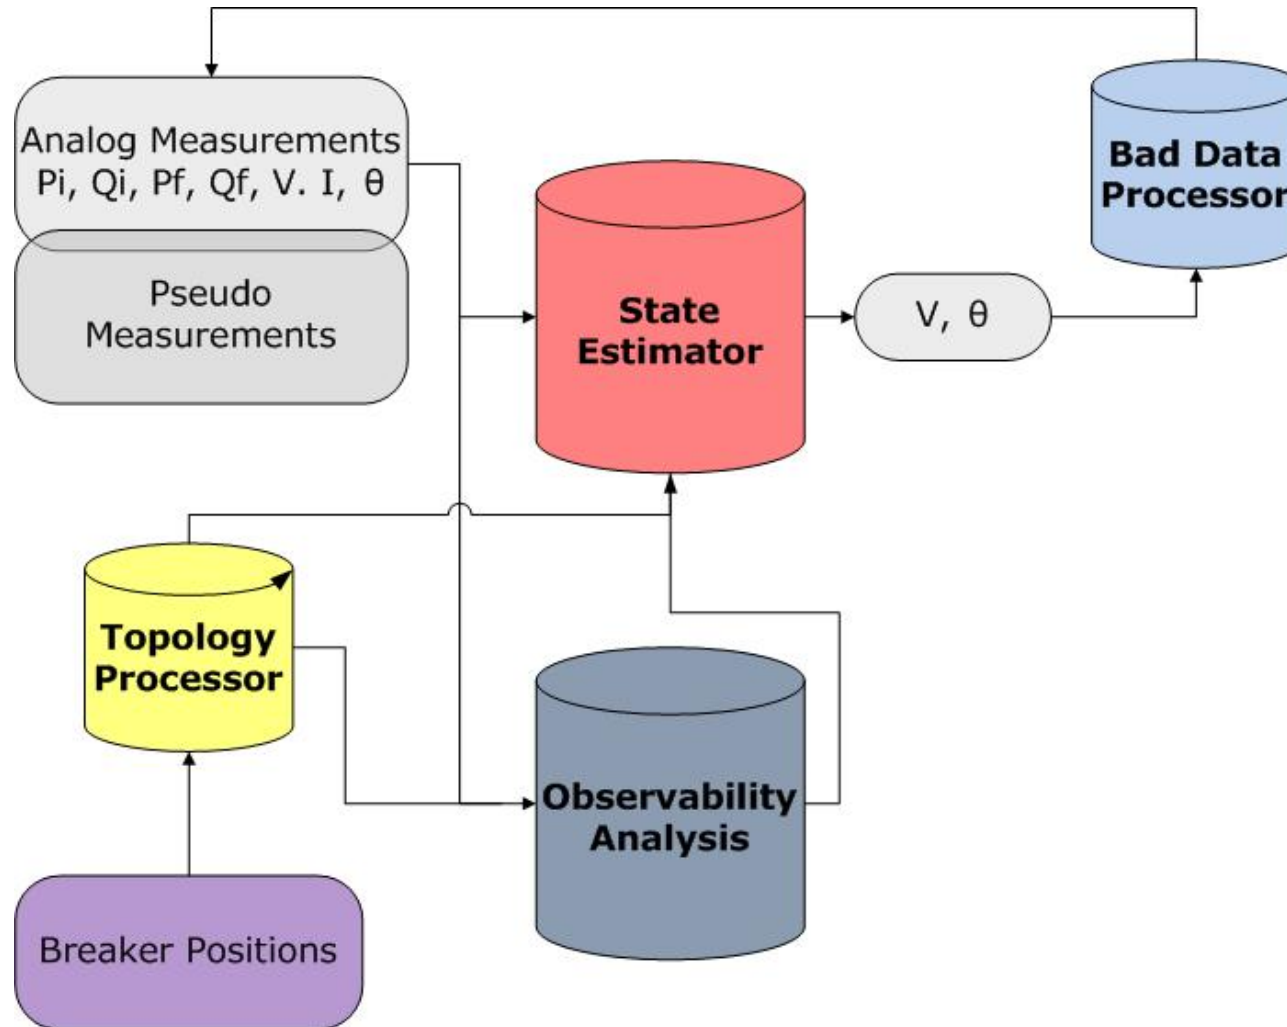 Analog Measurements
Pi, Qi, Pf, Qf, V. I, θ
Pseudo
Measurements
State
Estimator
V, θ
Bad Data
Processor
Topology
Processor
Observability
Analysis
Breaker Positions